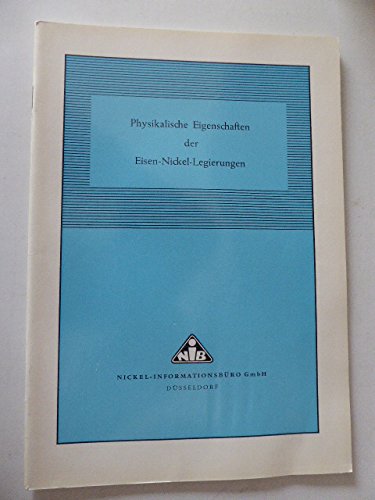 Physikalische Eigenschaften
der
Eisen-Nickel-Legierungen
NIB
NICKEL-INFORMATIONSBÜRO GmbH
DÜSSELDORF